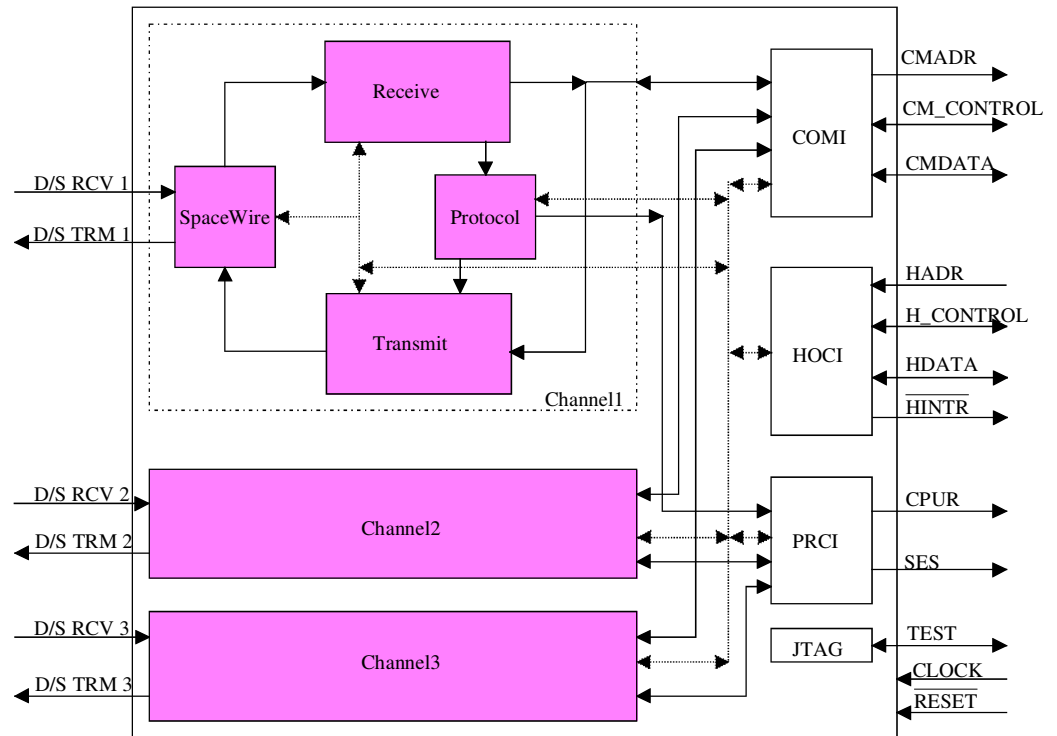 CMADR
Receive
COMI
CM_CONTROL
CMDATA
D/S RCV 1
SpaceWire
Protocol
D/S TRM 1
HADR
H_CONTROL
Transmit
HOCI
HDATA
Channel1
HINTR
D/S RCV 2
CPUR
Channel2
D/S TRM 2
PRCI
SES
D/S RCV 3
TEST
JTAG
Channel3
CLOCK
D/S TRM 3
RESET